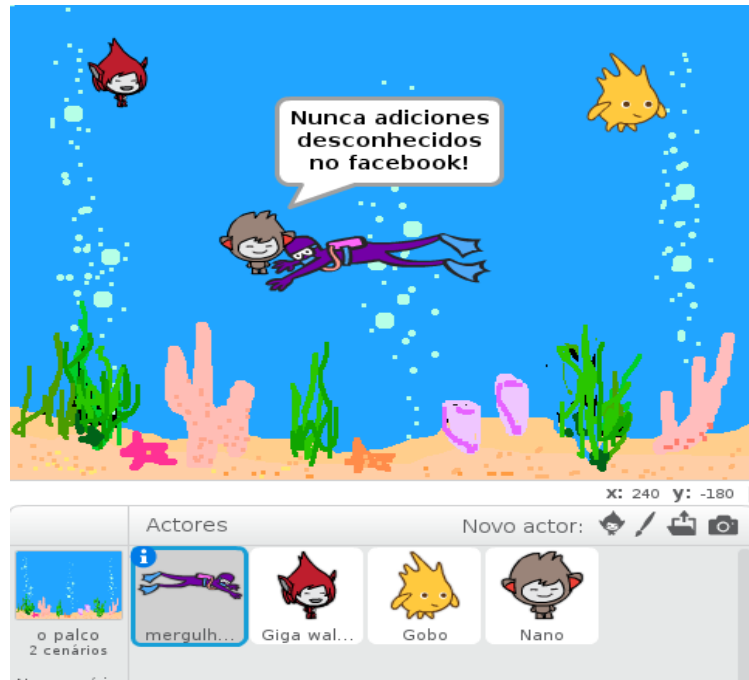 Nunca adiciones
desconhecidos
no facebook!
x: 240 y: -180
Actores
Novo actor:
mergulh...
Giga wal...
Gobo
Nano
o palco
2 cenários